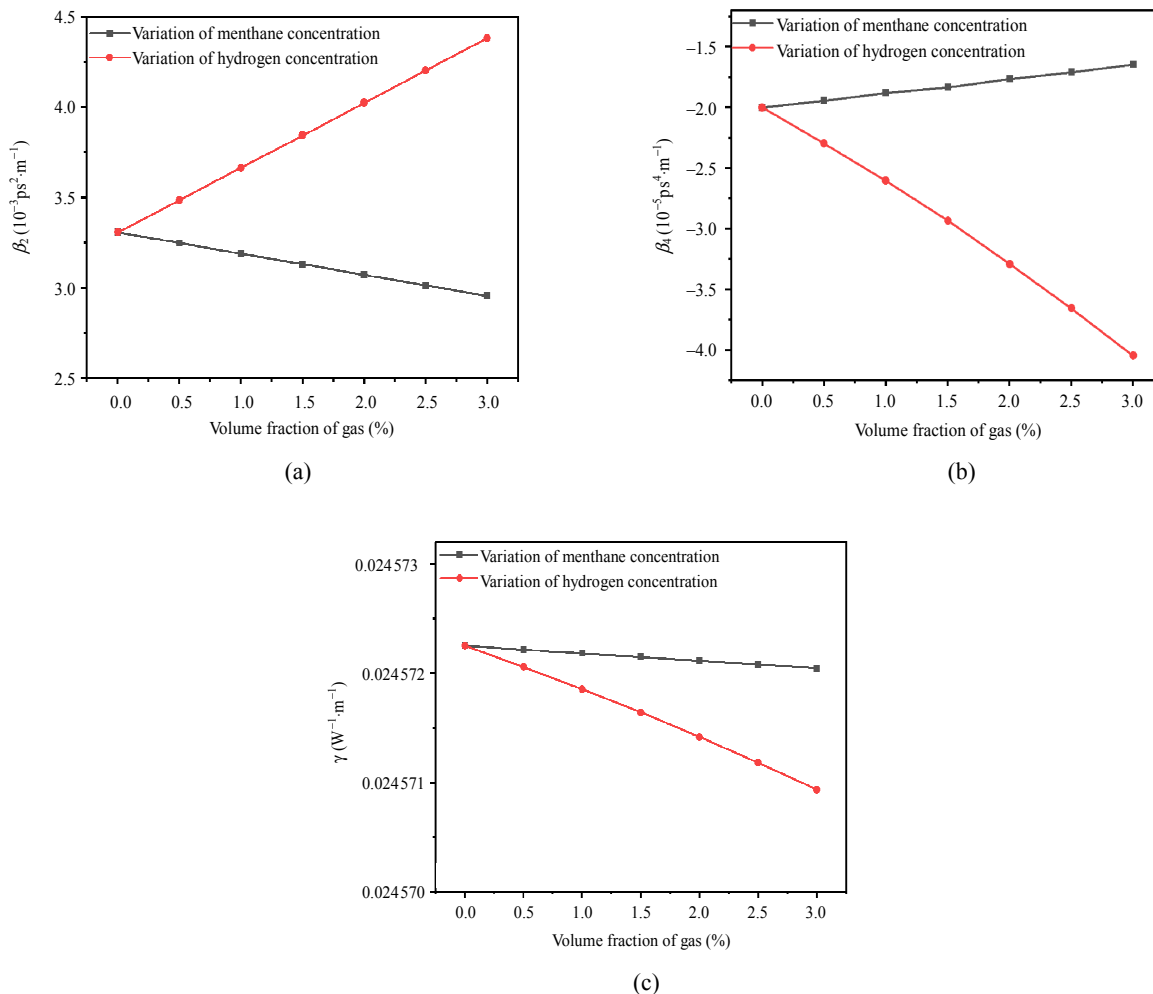 4.5
4.0
3.5
3.0
2.5
β₂ (10⁻³ps²·m⁻¹)
Variation of menthane concentration
Variation of hydrogen concentration
0.0 0.5 1.0 1.5 2.0 2.5 3.0
Volume fraction of gas (%)
(a)
−1.5
−2.0
−2.5
−3.0
−3.5
−4.0
β₄ (10⁻⁵ps⁴·m⁻¹)
Variation of menthane concentration
Variation of hydrogen concentration
0.0 0.5 1.0 1.5 2.0 2.5 3.0
Volume fraction of gas (%)
(b)
0.024573
0.024572
0.024571
0.024570
γ (W⁻¹·m⁻¹)
Variation of menthane concentration
Variation of hydrogen concentration
0.0 0.5 1.0 1.5 2.0 2.5 3.0
Volume fraction of gas (%)
(c)